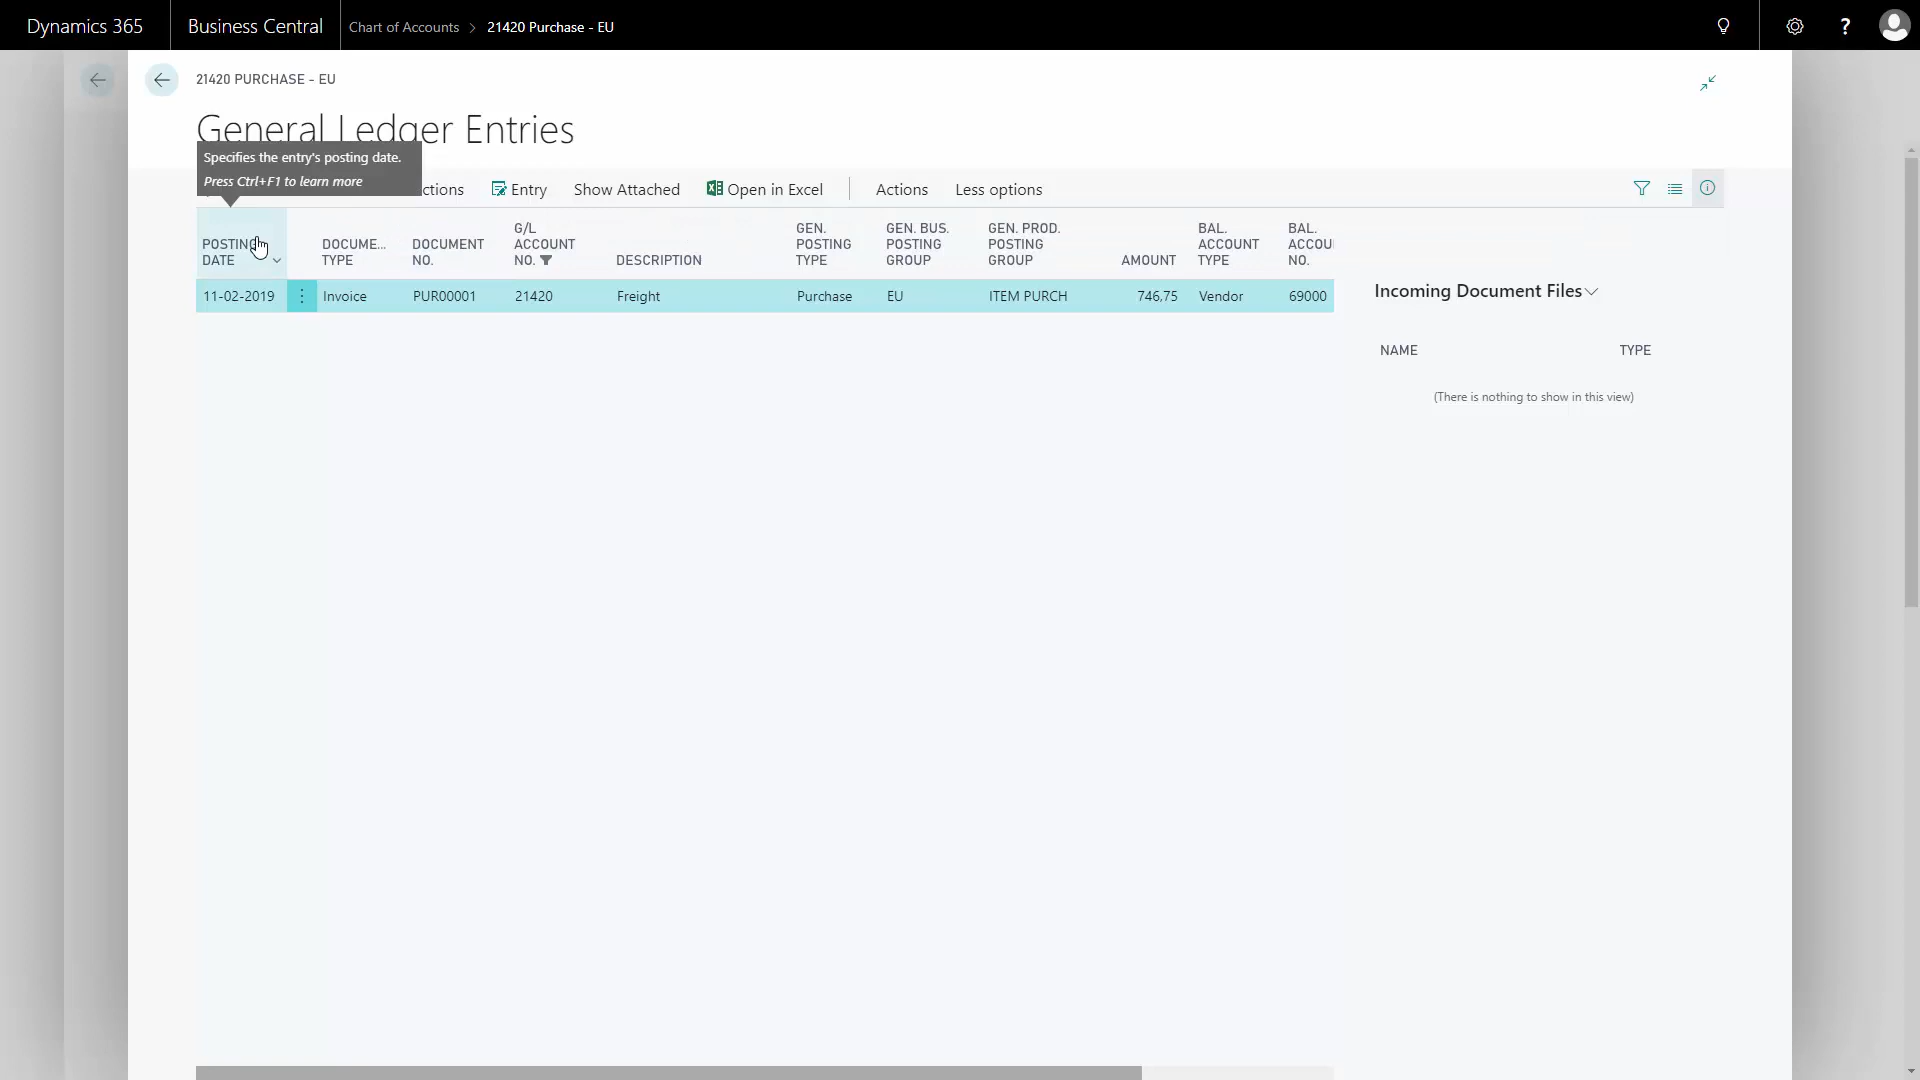 Dynamics 365 Business Central Chart of Accounts > 21420 Purchase - EU ?
21420 PURCHASE - EU
General Ledger Entries
Specifies the entry's posting date.
Press Ctrl+F1 to learn more
ctions Entry Show Attached Open in Excel Actions Less options
POSTING DATE
DOCUME... TYPE
DOCUMENT NO.
G/L ACCOUNT NO.
DESCRIPTION
GEN. POSTING TYPE
GEN. BUS. POSTING GROUP
GEN. PROD. POSTING GROUP
AMOUNT
BAL. ACCOUNT TYPE
BAL. ACCOU NO.
11-02-2019 Invoice PUR00001 21420 Freight Purchase EU ITEM PURCH 746,75 Vendor 69000
Incoming Document Files
NAME TYPE
(There is nothing to show in this view)